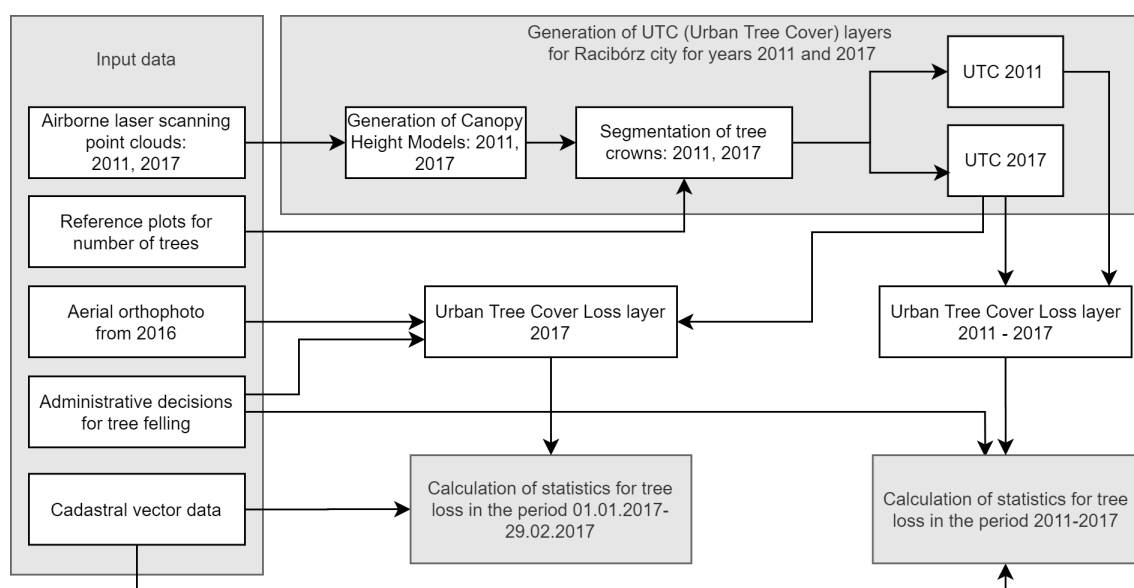 Input data
Airborne laser scanning
point clouds:
2011, 2017
Reference plots for
number of trees
Aerial orthophoto
from 2016
Administrative decisions
for tree felling
Cadastral vector data
Generation of UTC (Urban Tree Cover) layers
for Racibórz city for years 2011 and 2017
Generation of Canopy
Height Models: 2011,
2017
Segmentation of tree
crowns: 2011, 2017
UTC 2011
UTC 2017
Urban Tree Cover Loss layer
2017
Urban Tree Cover Loss layer
2011 - 2017
Calculation of statistics for tree
loss in the period 01.01.2017-
29.02.2017
Calculation of statistics for tree
loss in the period 2011-2017